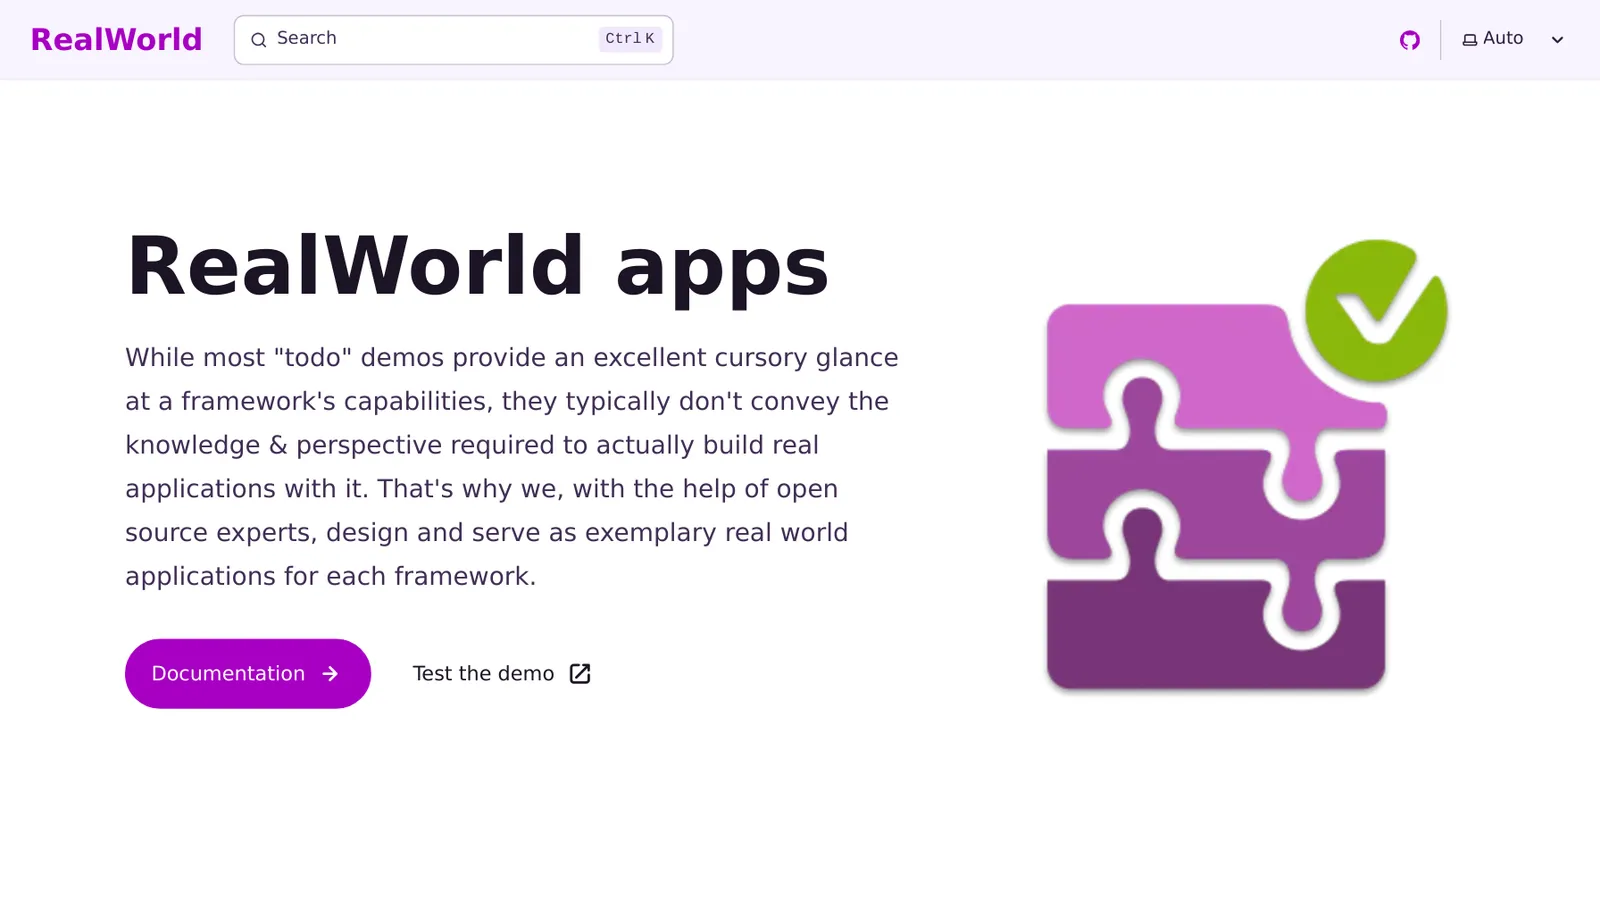 RealWorld
Search
Ctrl K
Auto
RealWorld apps
While most "todo" demos provide an excellent cursory glance
at a framework's capabilities, they typically don't convey the
knowledge & perspective required to actually build real
applications with it. That's why we, with the help of open
source experts, design and serve as exemplary real world
applications for each framework.
Documentation
Test the demo